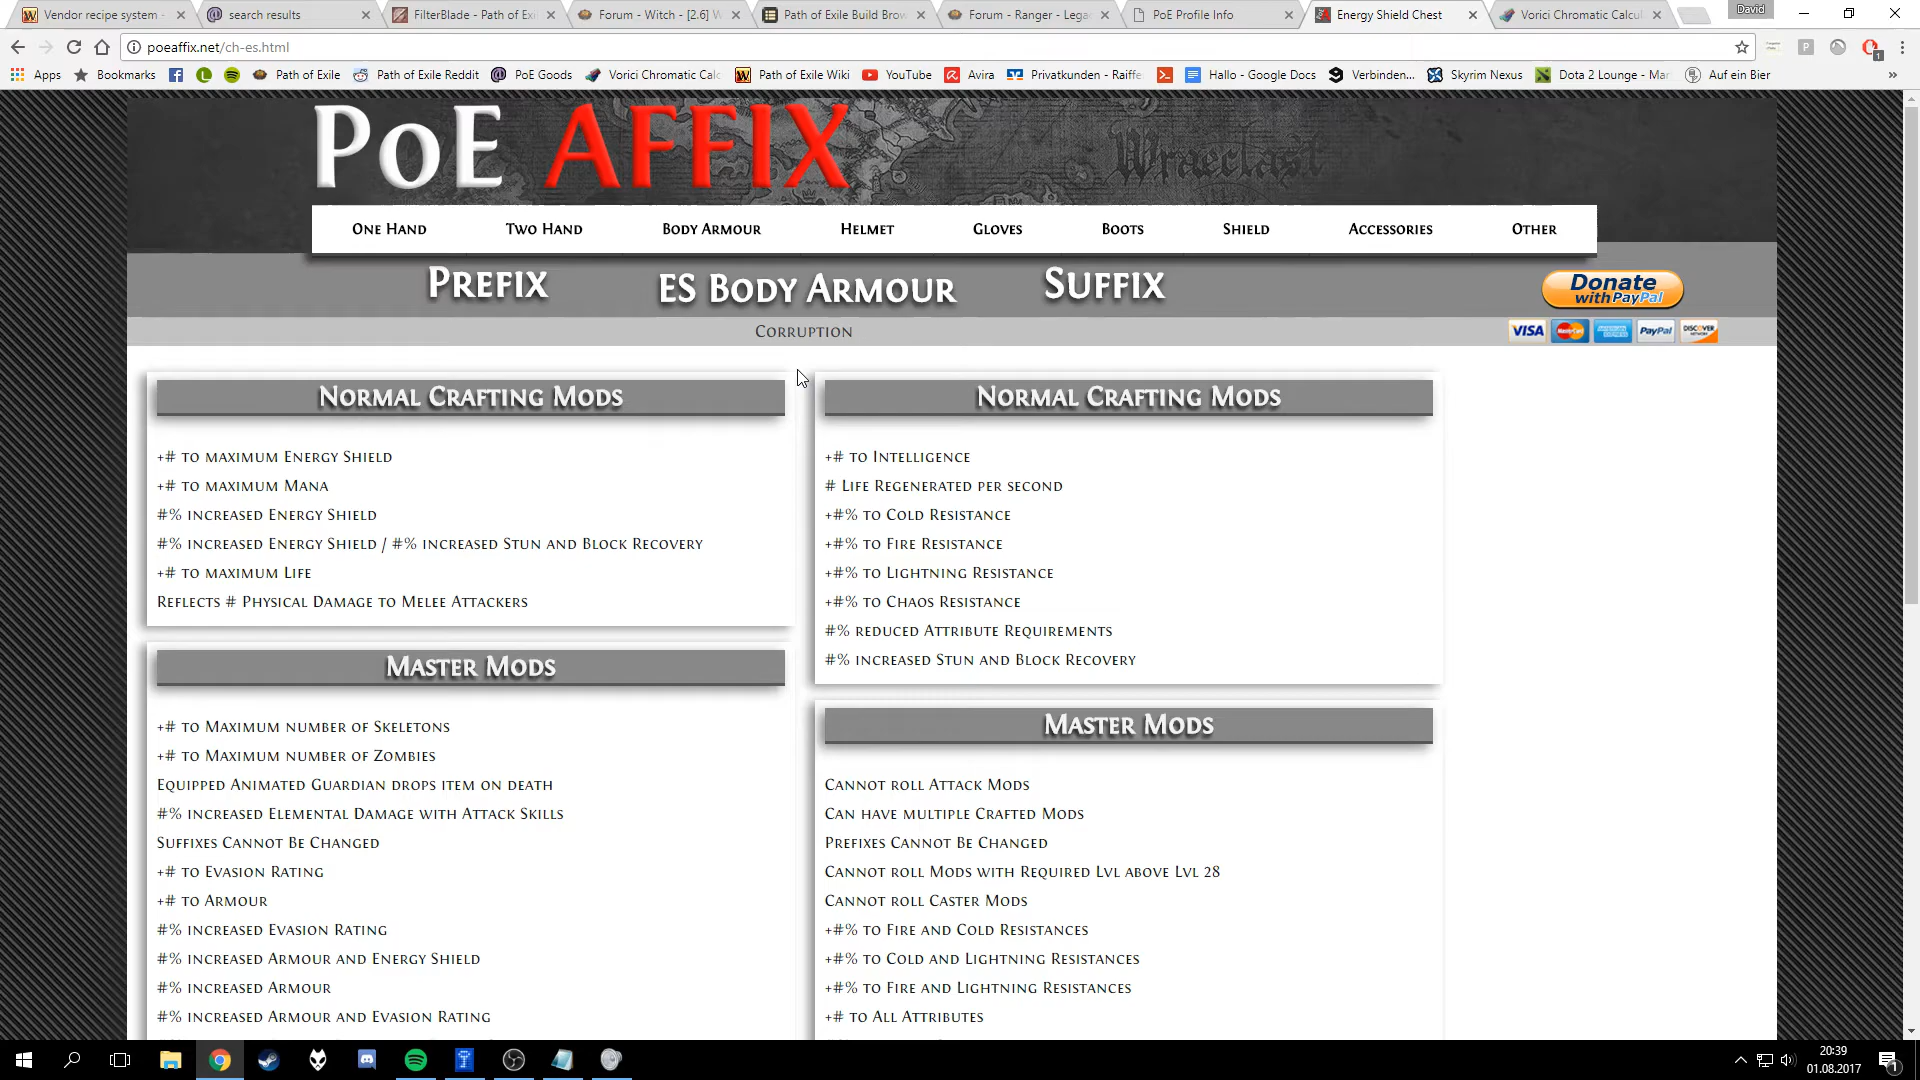 Vendor recipe system -
search results
FilterBlade - Path of Exi
Forum - Witch - [2.6] W
Path of Exile Build Brow
Forum - Ranger - Lega
PoE Profile Info
Energy Shield Chest
Vorici Chromatic Calcu
David
poeaffix.net/ch-es.html
Apps
Bookmarks
Path of Exile
Path of Exile Reddit
PoE Goods
Vorici Chromatic Calc
Path of Exile Wiki
YouTube
Avira
Privatkunden - Raiffe
Hallo - Google Docs
Verbinden...
Skyrim Nexus
Dota 2 Lounge - Mar
Auf ein Bier
PoE AFFIX
Wraeclast
One Hand
Two Hand
Body Armour
Helmet
Gloves
Boots
Shield
Accessories
Other
Prefix
ES Body Armour
Suffix
Donate
with PayPal
Corruption
VISA
MasterCard
AMERICAN EXPRESS
PayPal
DISCOVER
Normal Crafting Mods
+# to maximum Energy Shield
+# to maximum Mana
#% increased Energy Shield
#% increased Energy Shield / #% increased Stun and Block Recovery
+# to maximum Life
Reflects # Physical Damage to Melee Attackers
Master Mods
+# to Maximum number of Skeletons
+# to Maximum number of Zombies
Equipped Animated Guardian drops item on death
#% increased Elemental Damage with Attack Skills
Suffixes Cannot Be Changed
+# to Evasion Rating
+# to Armour
#% increased Evasion Rating
#% increased Armour and Energy Shield
#% increased Armour
#% increased Armour and Evasion Rating
Normal Crafting Mods
+# to Intelligence
# Life Regenerated per second
+#% to Cold Resistance
+#% to Fire Resistance
+#% to Lightning Resistance
+#% to Chaos Resistance
#% reduced Attribute Requirements
#% increased Stun and Block Recovery
Master Mods
Cannot roll Attack Mods
Can have multiple Crafted Mods
Prefixes Cannot Be Changed
Cannot roll Mods with Required Lvl above Lvl 28
Cannot roll Caster Mods
+#% to Fire and Cold Resistances
+#% to Cold and Lightning Resistances
+#% to Fire and Lightning Resistances
+# to All Attributes
20:39
01.08.2017